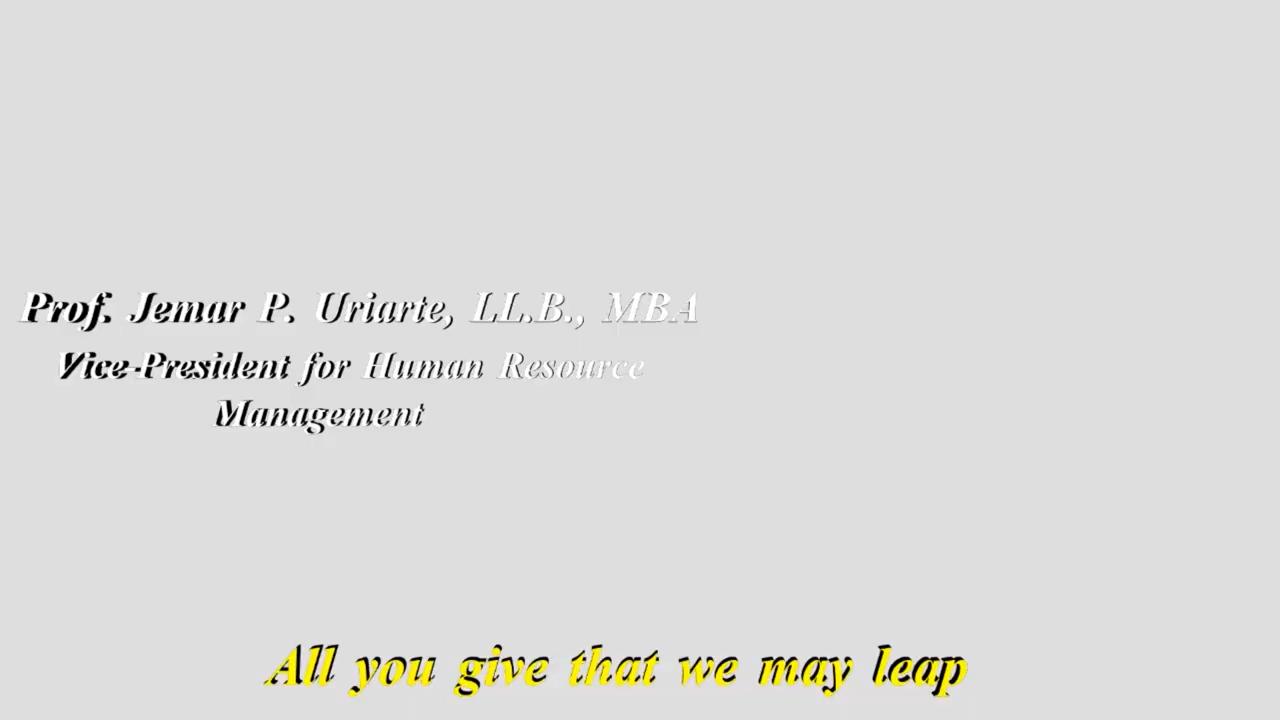 Prof. Jemar P. Uriarte, LL.B., MBA
Vice-President for Human Resource
Management
All you give that we may leap